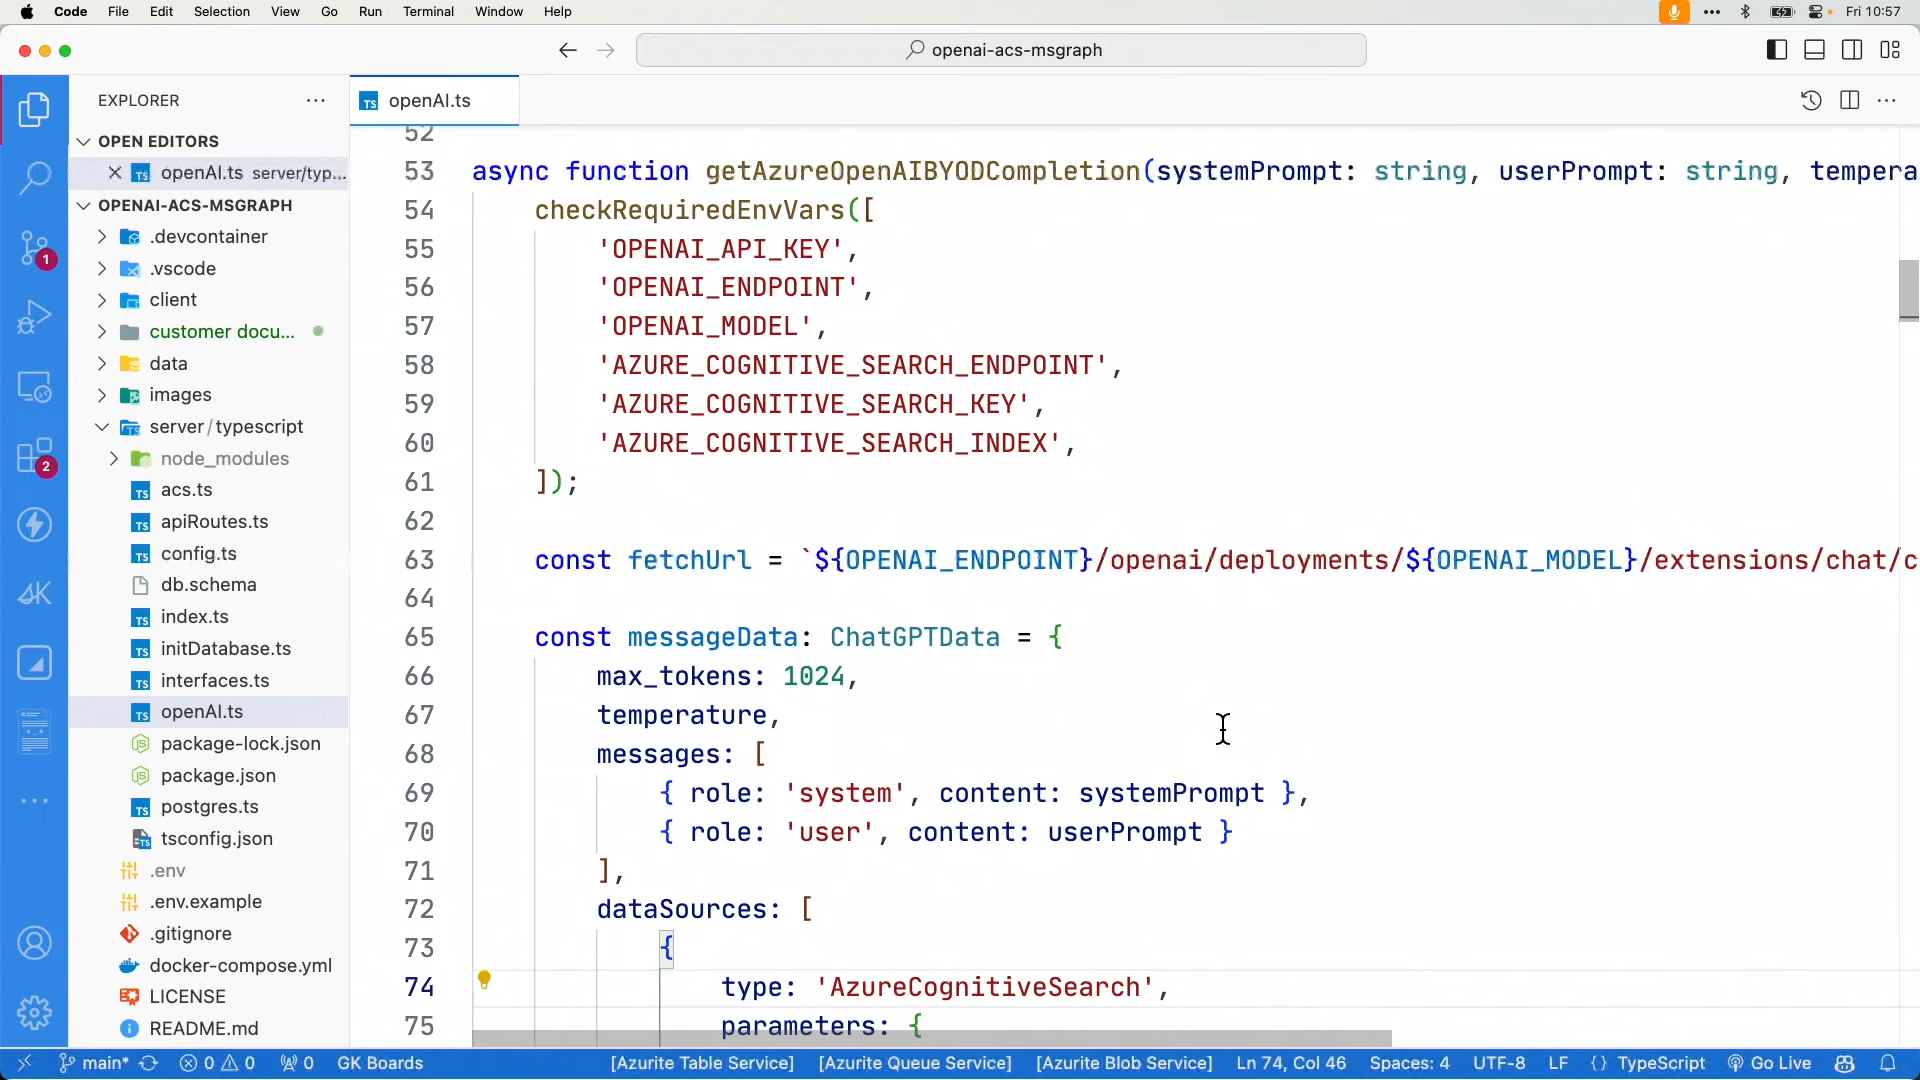 Code File Edit Selection View Go Run Terminal Window Help Fri 10:57
openai-acs-msgraph
EXPLORER
openAI.ts
OPEN EDITORS
openAI.ts server/typ...
OPENAI-ACS-MSGRAPH
.devcontainer
.vscode
client
customer docu...
data
images
server/typescript
node_modules
acs.ts
apiRoutes.ts
config.ts
db.schema
index.ts
initDatabase.ts
interfaces.ts
openAI.ts
package-lock.json
package.json
postgres.ts
tsconfig.json
.env
.env.example
.gitignore
docker-compose.yml
LICENSE
README.md
1
2
52
53 async function getAzureOpenAIBYODCompletion(systemPrompt: string, userPrompt: string, tempera
54 checkRequiredEnvVars([
55 'OPENAI_API_KEY',
56 'OPENAI_ENDPOINT',
57 'OPENAI_MODEL',
58 'AZURE_COGNITIVE_SEARCH_ENDPOINT',
59 'AZURE_COGNITIVE_SEARCH_KEY',
60 'AZURE_COGNITIVE_SEARCH_INDEX',
61 ]);
62
63 const fetchUrl = `${OPENAI_ENDPOINT}/openai/deployments/${OPENAI_MODEL}/extensions/chat/c
64
65 const messageData: ChatGPTData = {
66 max_tokens: 1024,
67 temperature,
68 messages: [
69 { role: 'system', content: systemPrompt },
70 { role: 'user', content: userPrompt }
71 ],
72 dataSources: [
73 {
74 type: 'AzureCognitiveSearch',
75 parameters: {
main* 0 0 0 GK Boards [Azurite Table Service] [Azurite Queue Service] [Azurite Blob Service] Ln 74, Col 46 Spaces: 4 UTF-8 LF {} TypeScript Go Live